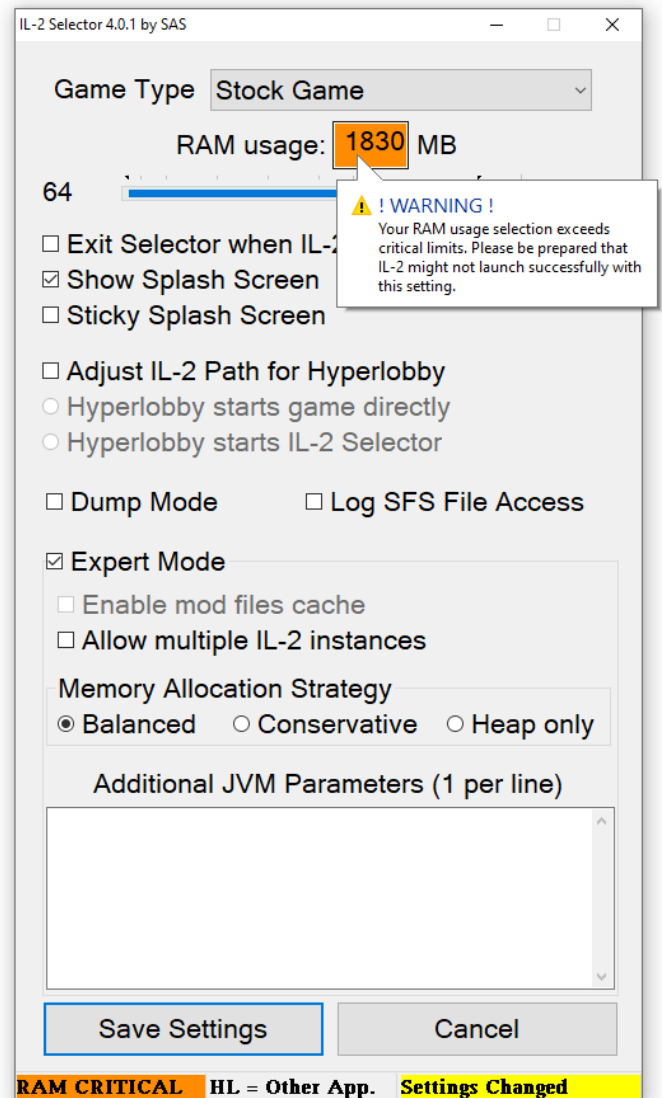 IL-2 Selector 4.0.1 by SAS
Game Type Stock Game
RAM usage: 1830 MB
64
! WARNING !
Your RAM usage selection exceeds
critical limits. Please be prepared that
IL-2 might not launch successfully with
this setting.
Exit Selector when IL-2
Show Splash Screen
Sticky Splash Screen
Adjust IL-2 Path for Hyperlobby
Hyperlobby starts game directly
Hyperlobby starts IL-2 Selector
Dump Mode Log SFS File Access
Expert Mode
Enable mod files cache
Allow multiple IL-2 instances
Memory Allocation Strategy
Balanced Conservative Heap only
Additional JVM Parameters (1 per line)
Save Settings Cancel
RAM CRITICAL HL = Other App. Settings Changed